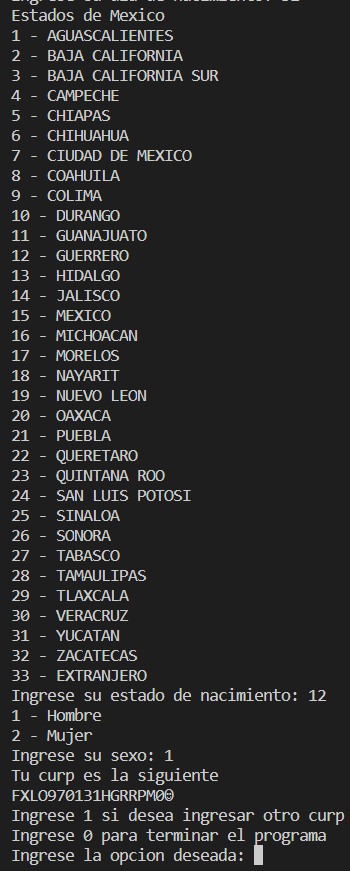 Estados de Mexico
1 - AGUASCALIENTES
2 - BAJA CALIFORNIA
3 - BAJA CALIFORNIA SUR
4 - CAMPECHE
5 - CHIAPAS
6 - CHIHUAHUA
7 - CIUDAD DE MEXICO
8 - COAHUILA
9 - COLIMA
10 - DURANGO
11 - GUANAJUATO
12 - GUERRERO
13 - HIDALGO
14 - JALISCO
15 - MEXICO
16 - MICHOACAN
17 - MORELOS
18 - NAYARIT
19 - NUEVO LEON
20 - OAXACA
21 - PUEBLA
22 - QUERETARO
23 - QUINTANA ROO
24 - SAN LUIS POTOSI
25 - SINALOA
26 - SONORA
27 - TABASCO
28 - TAMAULIPAS
29 - TLAXCALA
30 - VERACRUZ
31 - YUCATAN
32 - ZACATECAS
33 - EXTRANJERO
Ingrese su estado de nacimiento: 12
1 - Hombre
2 - Mujer
Ingrese su sexo: 1
Tu curp es la siguiente
FXLO970131HGRRPM0©
Ingrese 1 si desea ingresar otro curp
Ingrese 0 para terminar el programa
Ingrese la opcion deseada: